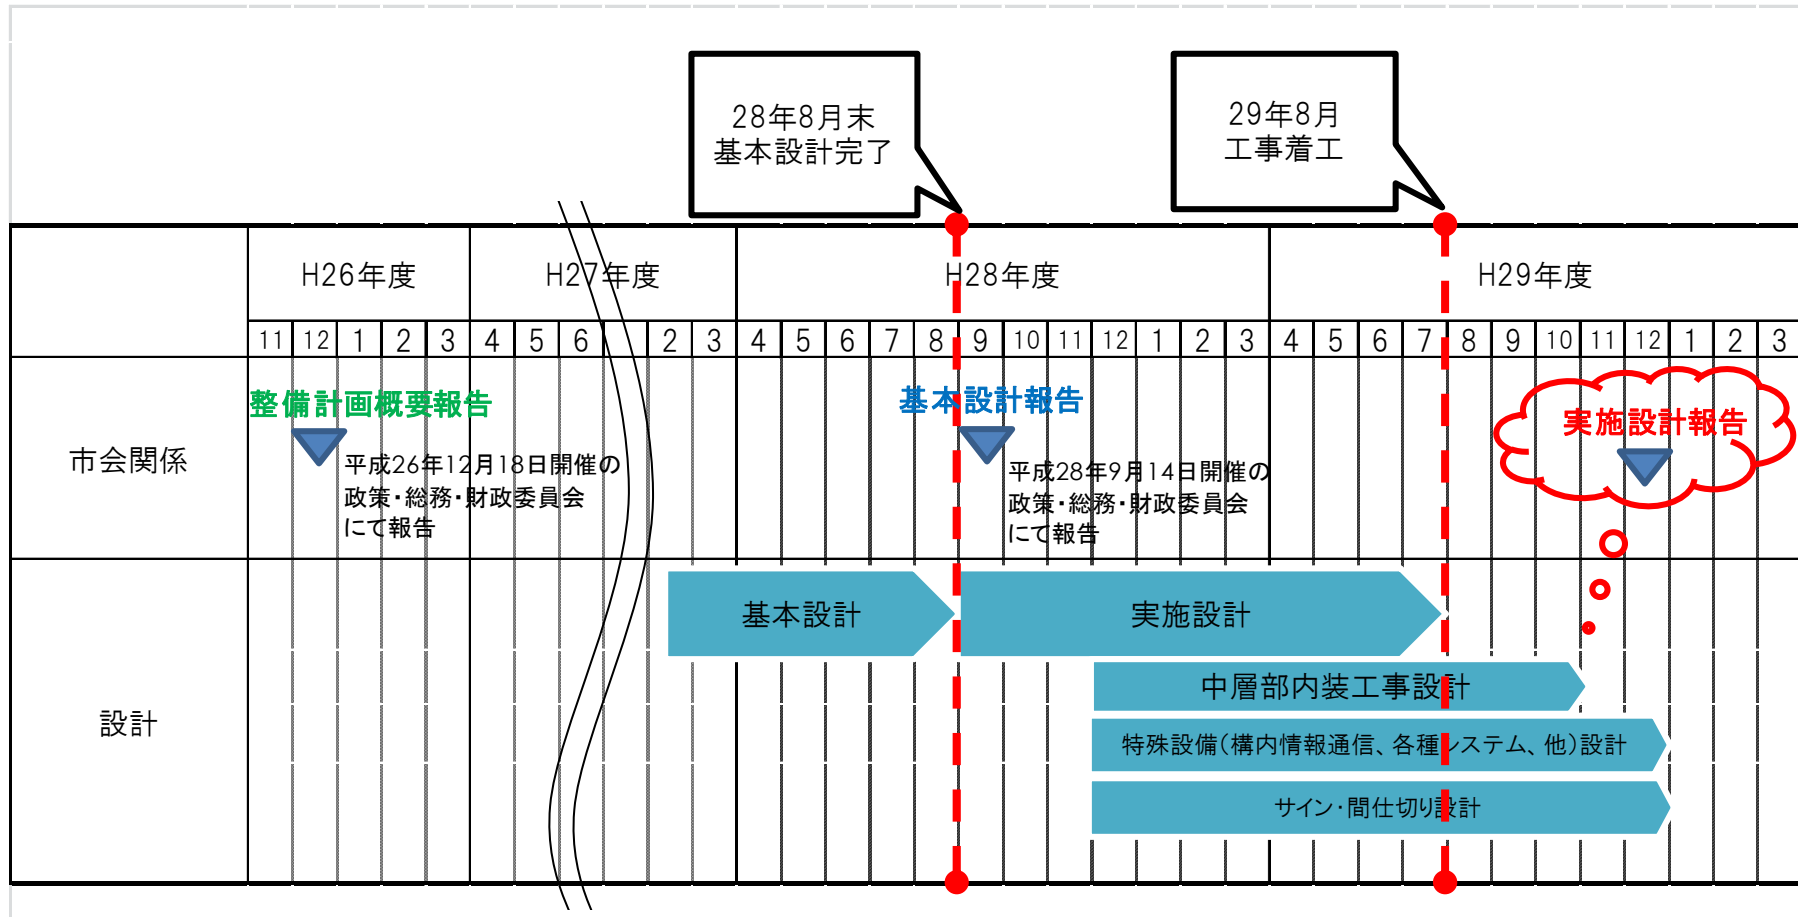 28年8月末
基本設計完了
29年8月
工事着工
H26年度
H27年度
H28年度
H29年度
11 12 1 2 3 4 5 6 2 3 4 5 6 7 8 9 10 11 12 1 2 3 4 5 6 7 8 9 10 11 12 1 2 3
市会関係
整備計画概要報告
平成26年12月18日開催の
政策・総務・財政委員会
にて報告
基本設計報告
平成28年9月14日開催の
政策・総務・財政委員会
にて報告
実施設計報告
設計
基本設計
実施設計
中層部内装工事設計
特殊設備(構内情報通信、各種システム、他)設計
サイン・間仕切り設計